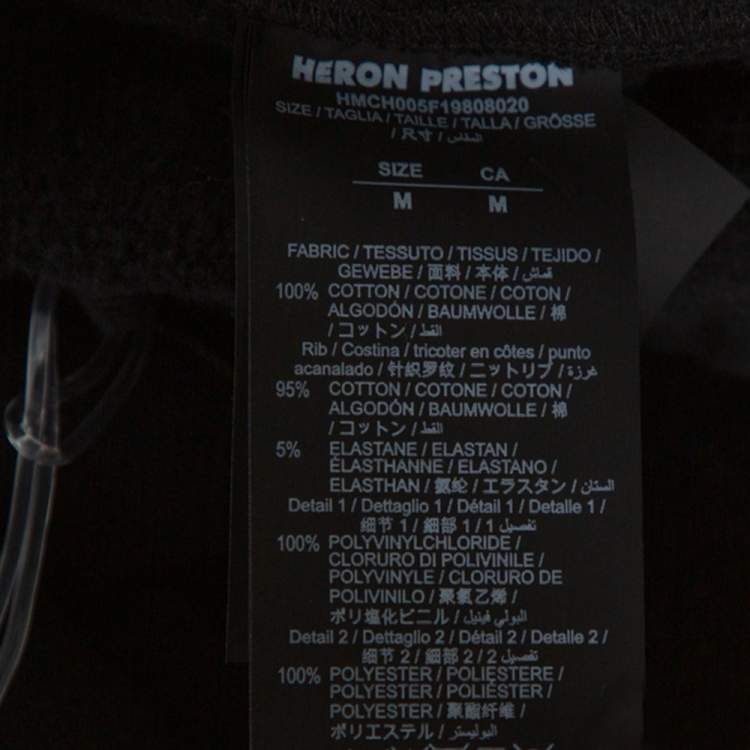 HERON PRESTON
HMCH005F19808020
SIZE / TAGLIA / TAILLE / TALLA / GRÖSSE
/ 尺寸 / المقاس
SIZE CA
M M
FABRIC / TESSUTO / TISSUS / TEJIDO /
GEWEBE / 面料 / 本体 / قماش
100% COTTON / COTONE / COTON /
ALGODÓN / BAUMWOLLE / 棉
/ コットン / القط
Rib / Costina / tricoter en côtes / punto
acanalado / 针织罗纹 / ニットリブ / غرزة
95% COTTON / COTONE / COTON /
ALGODÓN / BAUMWOLLE / 棉
/ コットン / القط
5% ELASTANE / ELASTAN /
ÉLASTHANNE / ELASTANO /
ELASTHAN / 氨纶 / エラスタン / الستان
Detail 1 / Dettaglio 1 / Détail 1 / Detalle 1 /
细节 1 / 細部 1 / 1 تفصيل
100% POLYVINYLCHLORIDE /
CLORURO DI POLIVINILE /
POLYVINYLE / CLORURO DE
POLIVINILO / 聚氯乙烯 /
ポリ塩化ビニル / البولي فينيل
Detail 2 / Dettaglio 2 / Détail 2 / Detalle 2 /
细节 2 / 細部 2 / 2 تفصيل
100% POLYESTER / POLIESTERE /
POLYESTER / POLIÉSTER /
POLYESTER / 聚酯纤维 /
ポリエステル / البوليستر